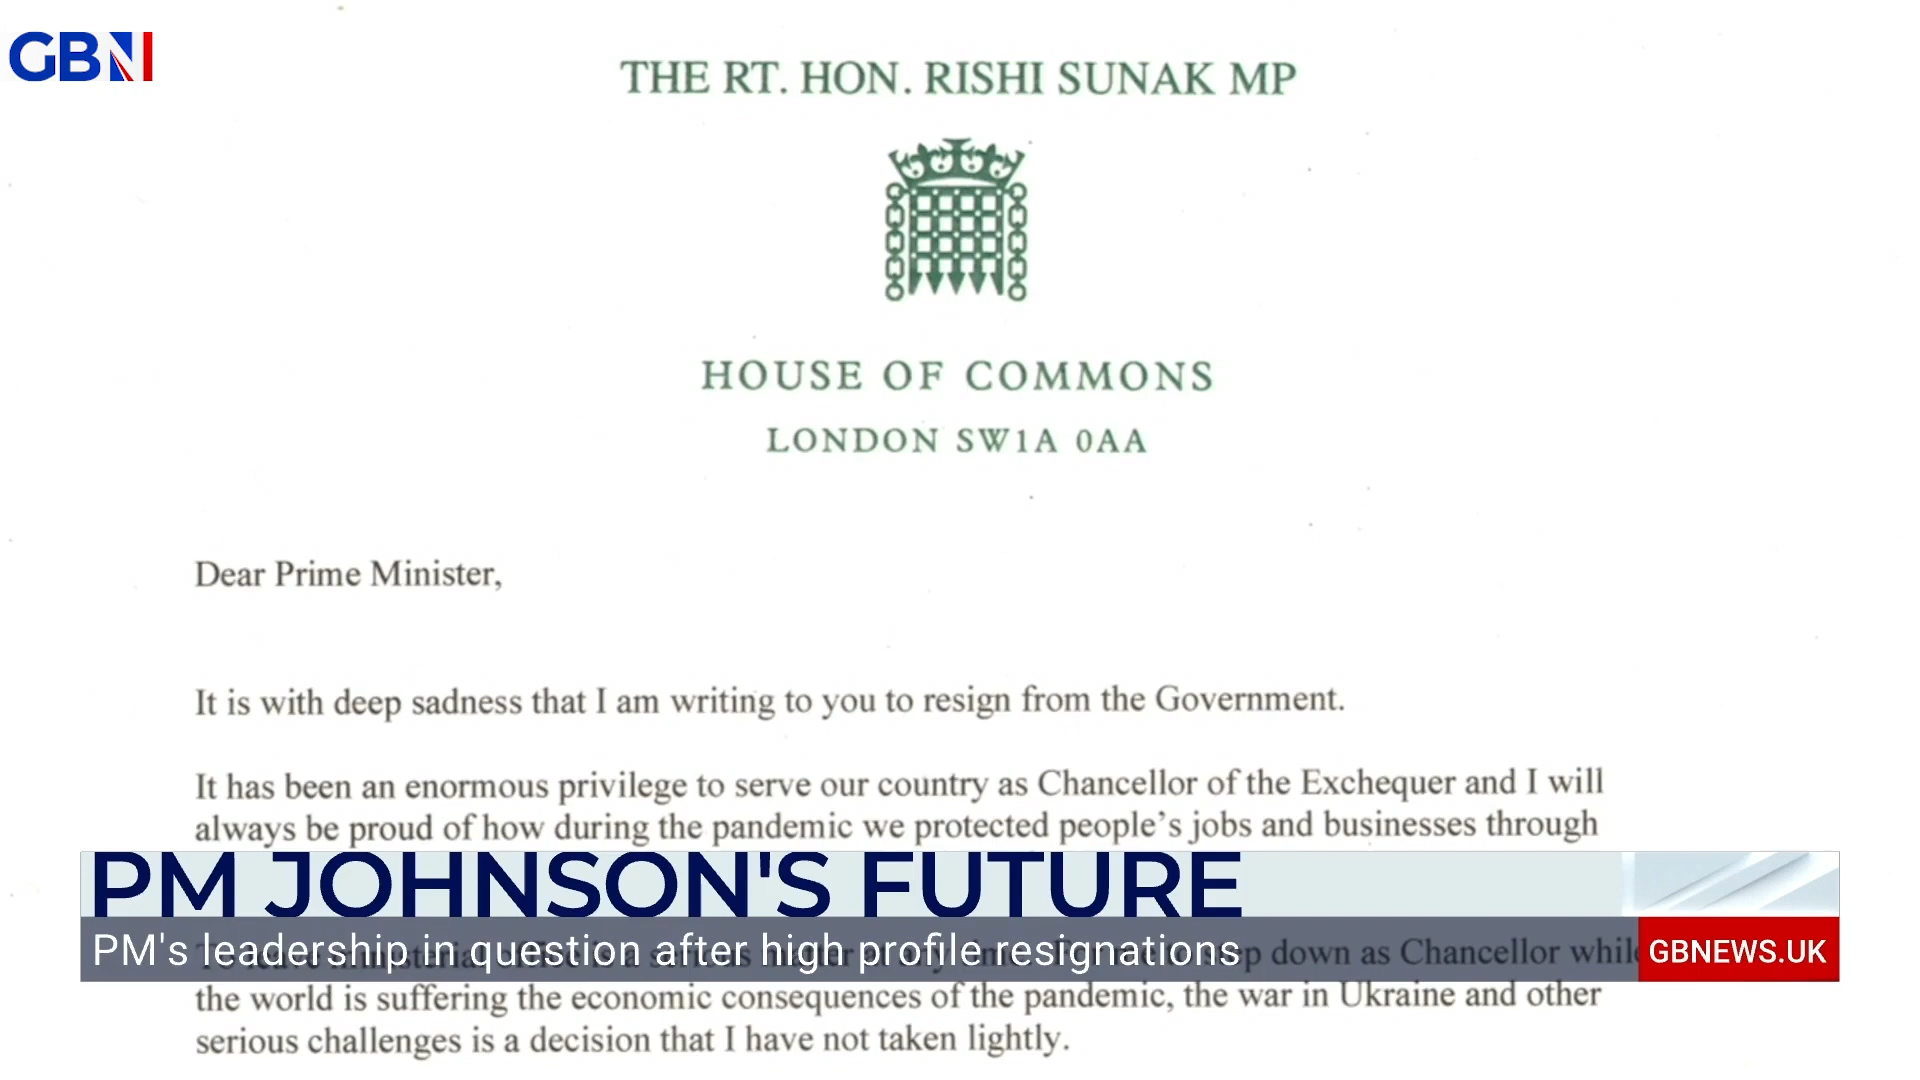 GBN
THE RT. HON. RISHI SUNAK MP
HOUSE OF COMMONS
LONDON SW1A 0AA
Dear Prime Minister,
It is with deep sadness that I am writing to you to resign from the Government.
It has been an enormous privilege to serve our country as Chancellor of the Exchequer and I will
always be proud of how during the pandemic we protected people’s jobs and businesses through
PM JOHNSON'S FUTURE
PM's leadership in question after high profile resignations
GBNEWS.UK
down as Chancellor while
the world is suffering the economic consequences of the pandemic, the war in Ukraine and other
serious challenges is a decision that I have not taken lightly.